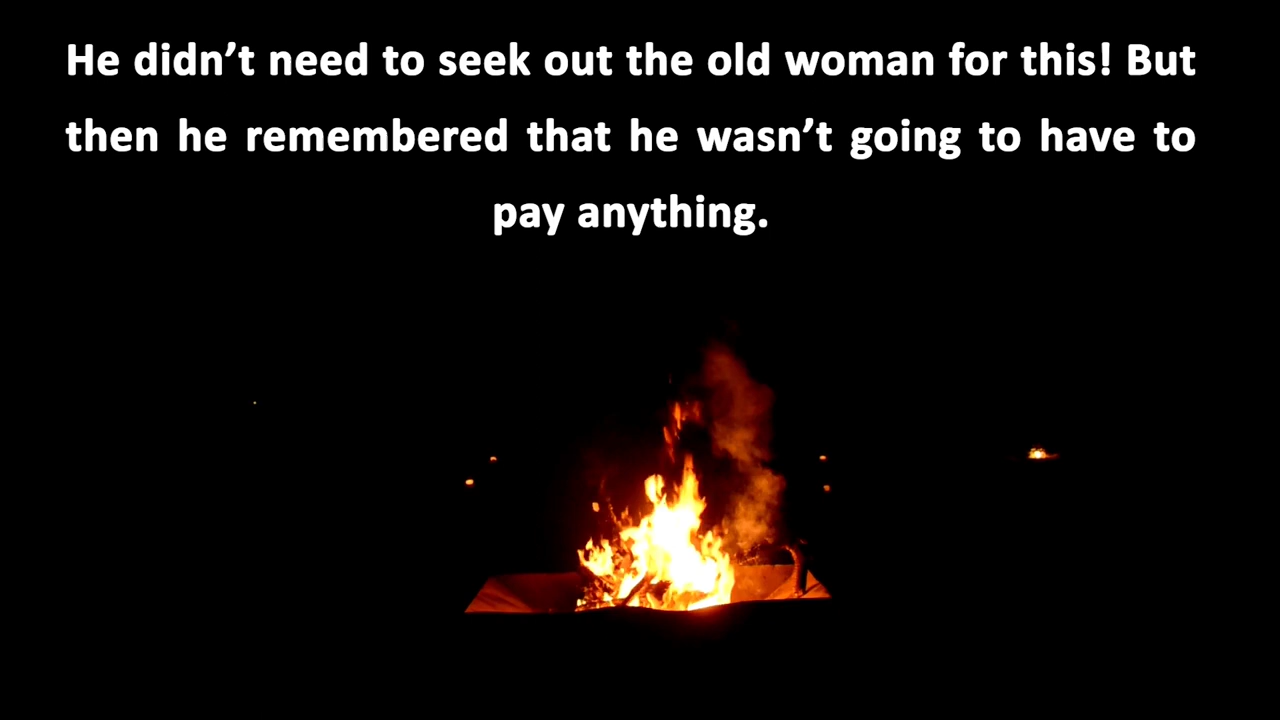 He didn’t need to seek out the old woman for this! But
then he remembered that he wasn’t going to have to
pay anything.